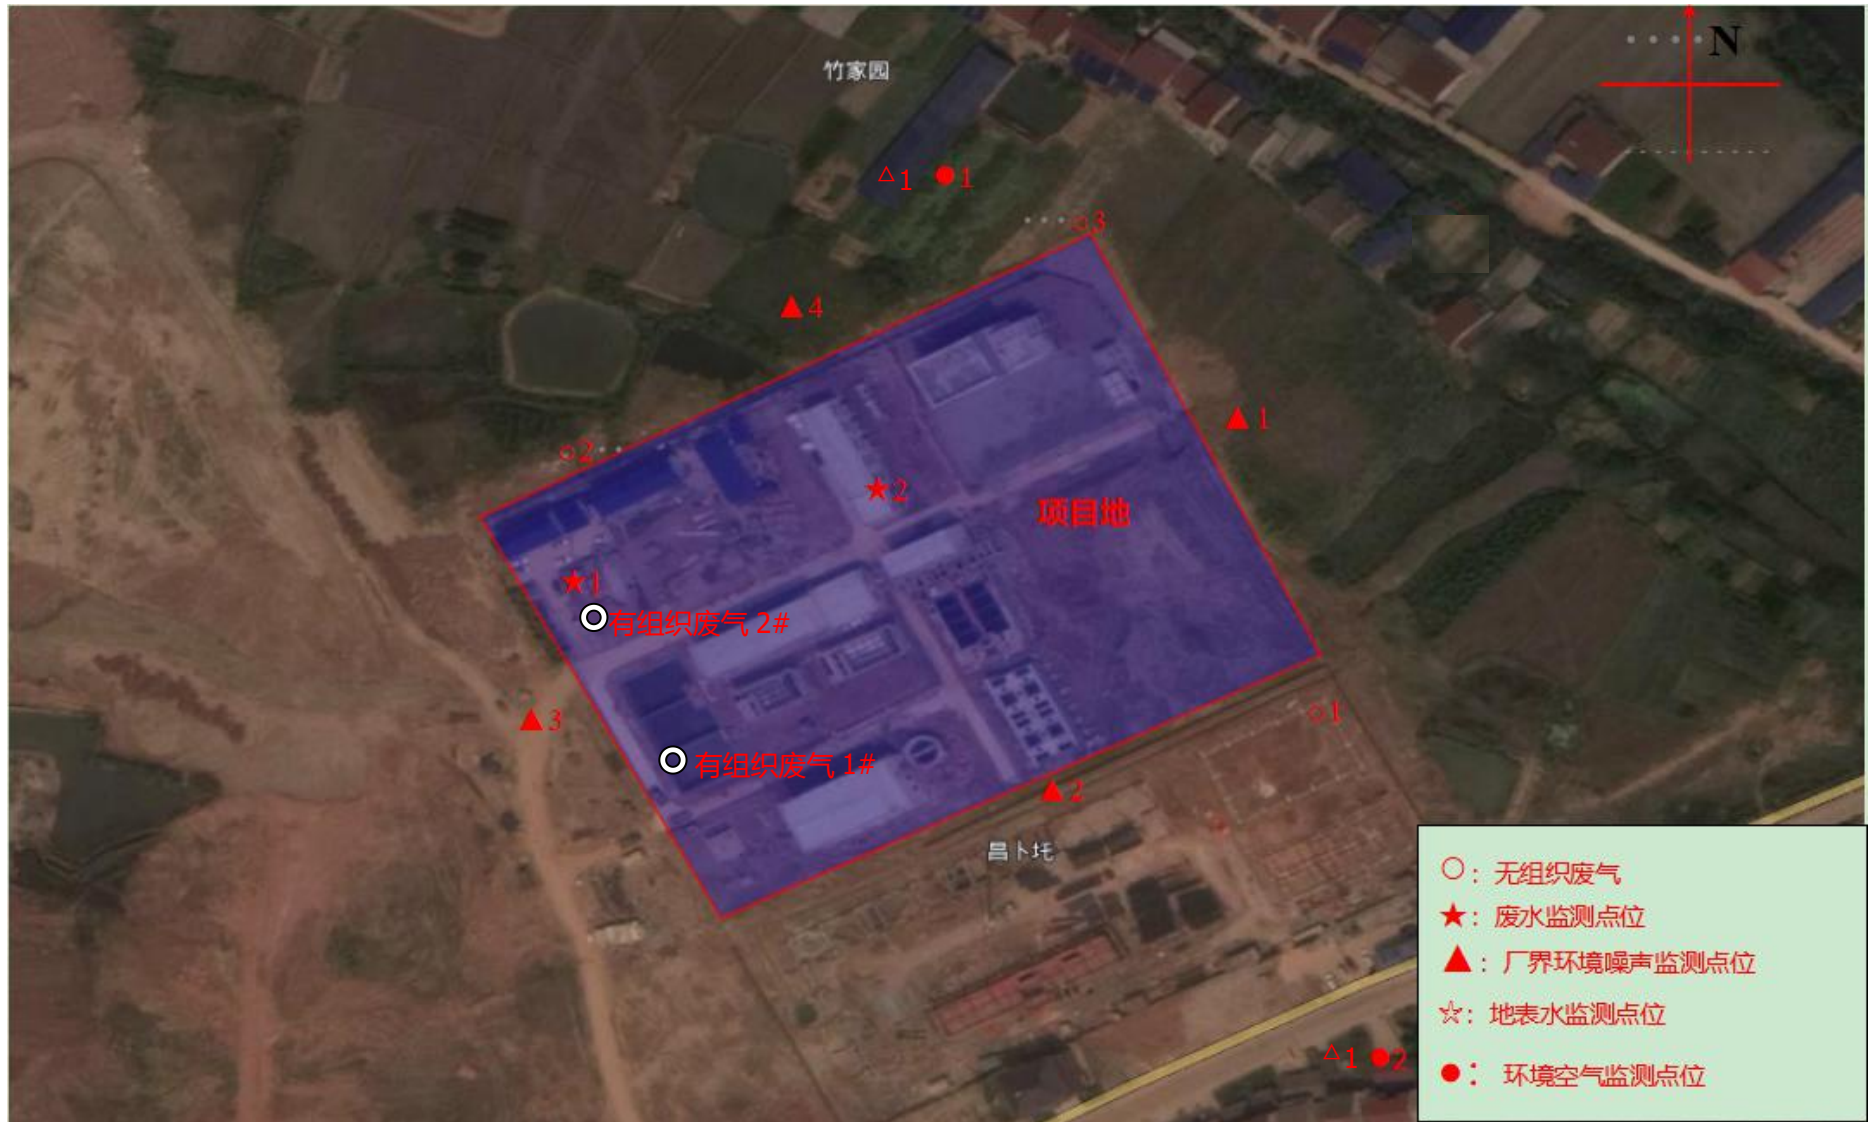 竹家园
N
△1 ●1
○3
▲4
▲1
○2
★2
项目地
★1
有组织废气 2#
▲3
○1
有组织废气 1#
▲2
昌卜圫
○：无组织废气
★：废水监测点位
▲：厂界环境噪声监测点位
☆：地表水监测点位
●：环境空气监测点位
△1 ●2